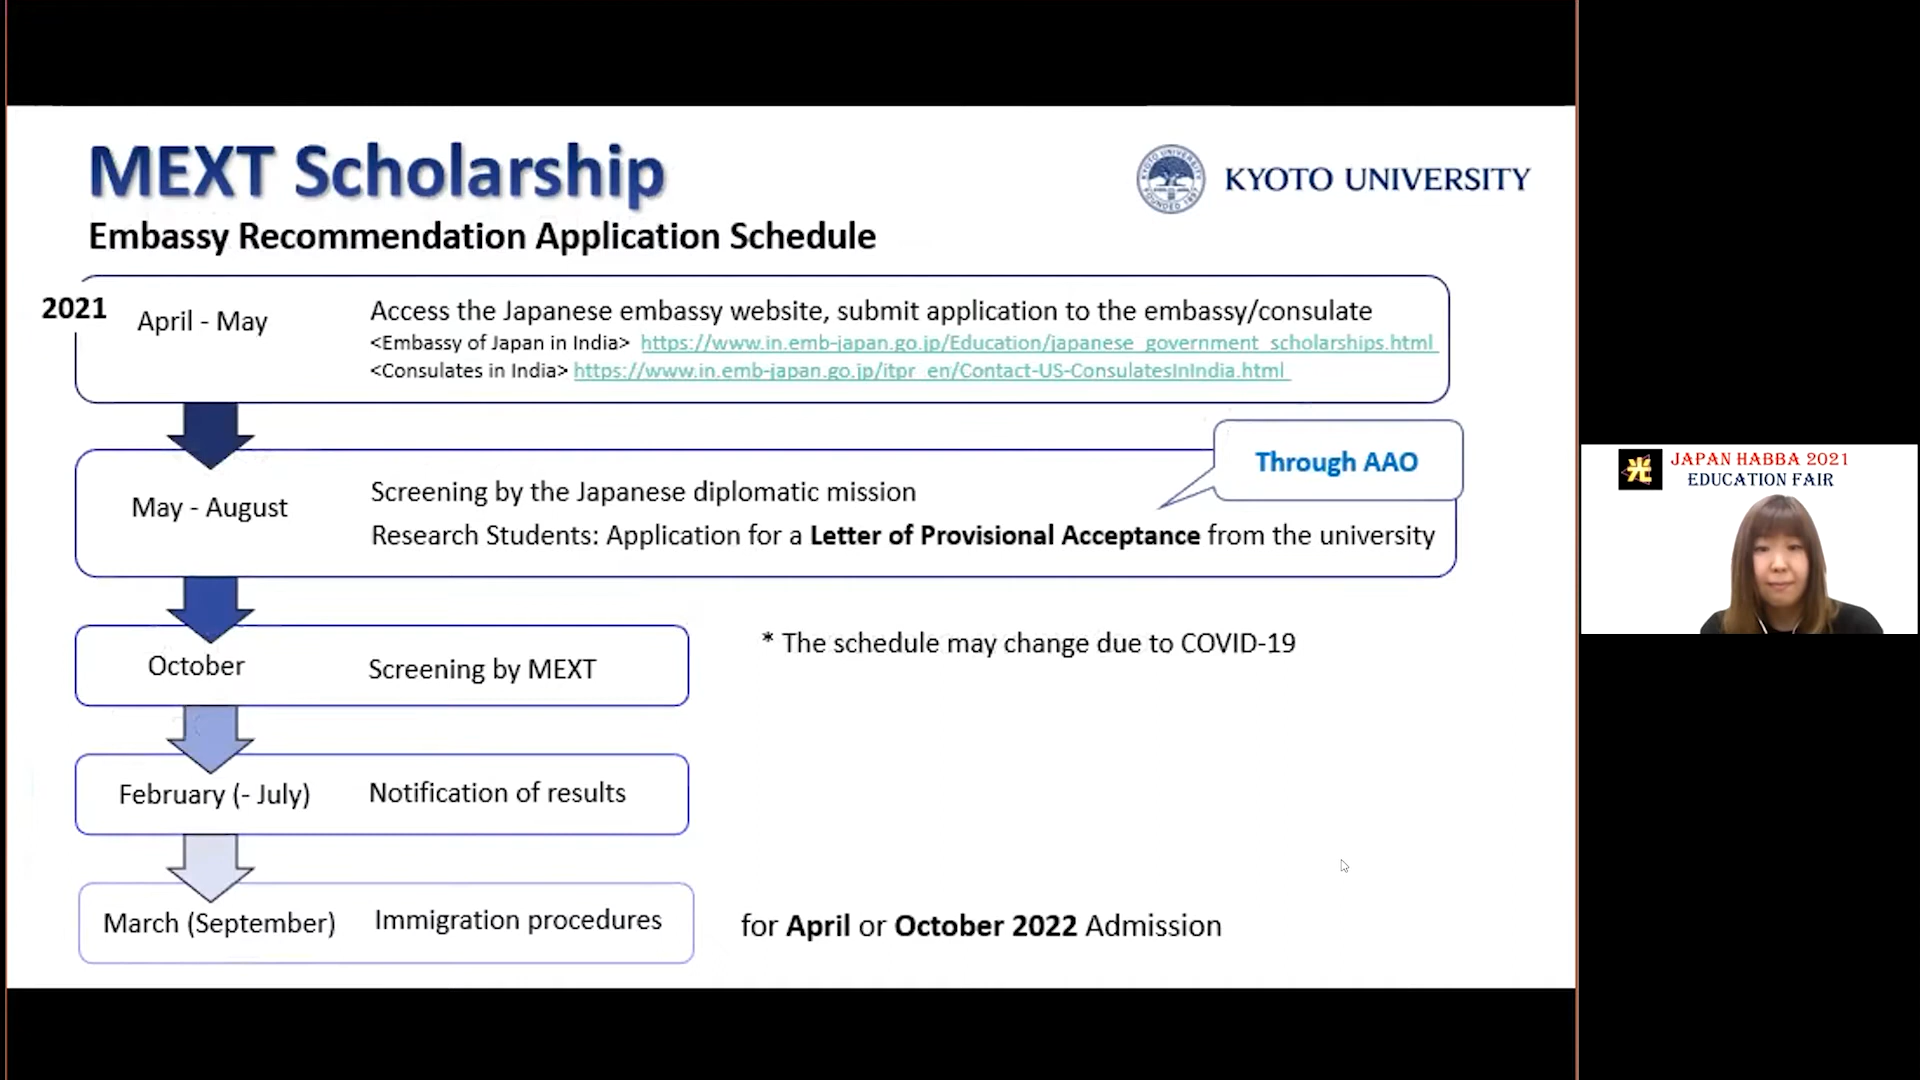 MEXT Scholarship
KYOTO UNIVERSITY
Embassy Recommendation Application Schedule
2021
April - May
Access the Japanese embassy website, submit application to the embassy/consulate
<Embassy of Japan in India> https://www.in.emb-japan.go.jp/Education/japanese_government_scholarships.html
<Consulates in India> https://www.in.emb-japan.go.jp/itpr_en/Contact-US-ConsulatesInIndia.html
Through AAO
May - August
Screening by the Japanese diplomatic mission
Research Students: Application for a Letter of Provisional Acceptance from the university
October
Screening by MEXT
* The schedule may change due to COVID-19
February (- July)
Notification of results
March (September)
Immigration procedures
for April or October 2022 Admission
光
JAPAN HABBA 2021
EDUCATION FAIR
KYOTO UNIVERSITY
FOUNDED 1897